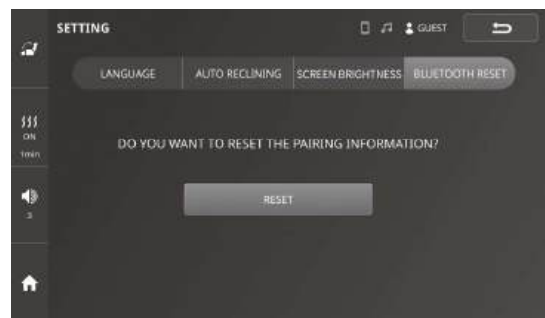 SETTING
GUEST
LANGUAGE
AUTO RECLINING
SCREEN BRIGHTNESS
BLUETOOTH RESET
ON
1min
DO YOU WANT TO RESET THE PAIRING INFORMATION?
RESET
3